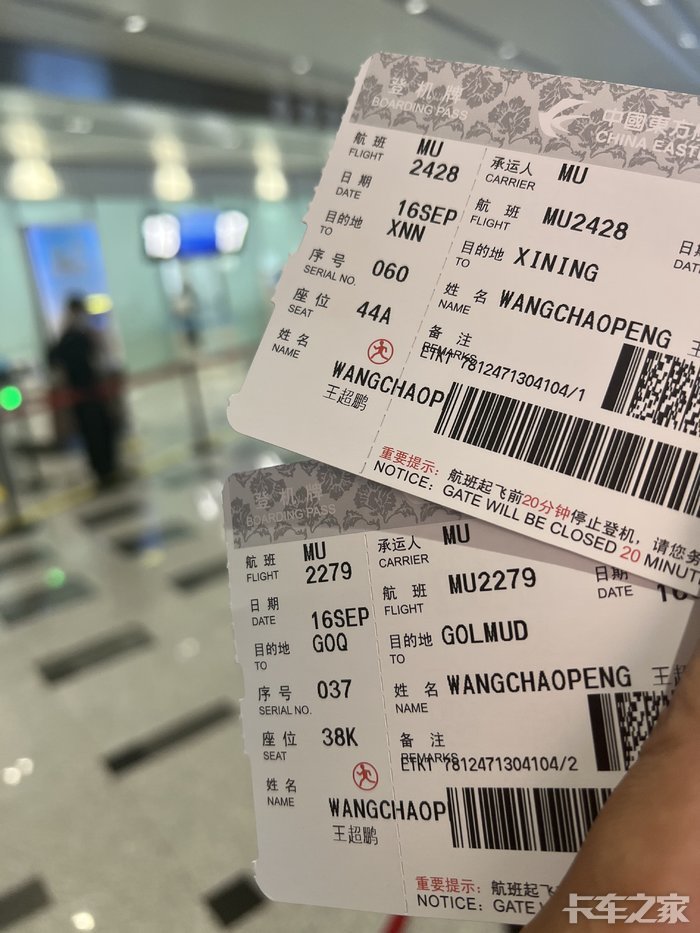 登机牌
BOARDING PASS
中國東方
CHINA EAST
航班 MU
FLIGHT 2428
日期 16SEP
DATE
目的地 XNN
TO
序号 060
SERIAL NO.
座位 44A
SEAT
姓名
NAME
WANGCHAOP
王超鹏
承运人 MU
CARRIER
航班 MU2428
FLIGHT
日期
DAT
目的地 XINING
TO
姓名 WANGCHAOPENG 王
NAME
备注
REMARKS
ETKT 7812471304104/1
重要提示：航班起飞前20分钟停止登机，请您务
NOTICE: GATE WILL BE CLOSED 20 MINUT
登机牌
BOARDING PASS
航班 MU
FLIGHT 2279
日期 16SEP
DATE
目的地 GOQ
TO
序号 037
SERIAL NO.
座位 38K
SEAT
姓名
NAME
WANGCHAOP
王超鹏
承运人 MU
CARRIER
航班 MU2279
FLIGHT
日期
DATE
目的地 GOLMUD
TO
姓名 WANGCHAOPENG 王
NAME
备注
REMARKS
ETKT 7812471304104/2
重要提示：航班起飞
NOTICE: GATE W
卡车之家